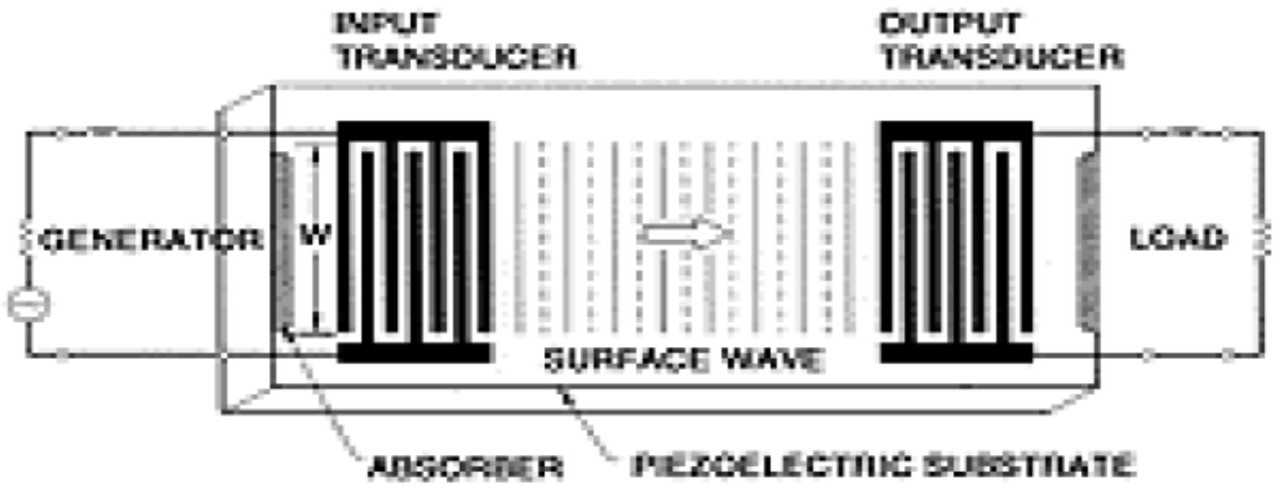 INPUT
TRANSDUCER
OUTPUT
TRANSDUCER
GENERATOR
W
LOAD
SURFACE WAVE
ABSORBER
PIEZOELECTRIC SUBSTRATE